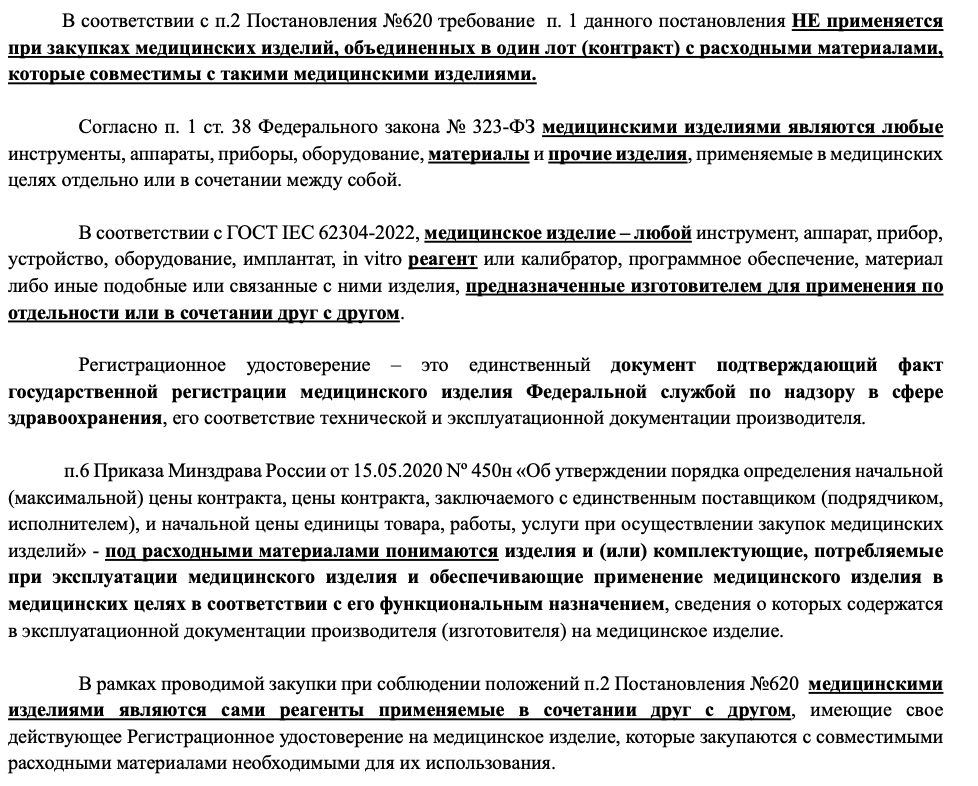 В соответствии с п.2 Постановления №620 требование п. 1 данного постановления НЕ применяется
при закупках медицинских изделий, объединенных в один лот (контракт) с расходными материалами,
которые совместимы с такими медицинскими изделиями.
Согласно п. 1 ст. 38 Федерального закона № 323-ФЗ медицинскими изделиями являются любые
инструменты, аппараты, приборы, оборудование, материалы и прочие изделия, применяемые в медицинских
целях отдельно или в сочетании между собой.
В соответствии с ГОСТ IEC 62304-2022, медицинское изделие – любой инструмент, аппарат, прибор,
устройство, оборудование, имплантат, in vitro реагент или калибратор, программное обеспечение, материал
либо иные подобные или связанные с ними изделия, предназначенные изготовителем для применения по
отдельности или в сочетании друг с другом.
Регистрационное удостоверение – это единственный документ подтверждающий факт
государственной регистрации медицинского изделия Федеральной службой по надзору в сфере
здравоохранения, его соответствие технической и эксплуатационной документации производителя.
п.6 Приказа Минздрава России от 15.05.2020 Nº 450н «Об утверждении порядка определения начальной
(максимальной) цены контракта, цены контракта, заключаемого с единственным поставщиком (подрядчиком,
исполнителем), и начальной цены единицы товара, работы, услуги при осуществлении закупок медицинских
изделий» - под расходными материалами понимаются изделия и (или) комплектующие, потребляемые
при эксплуатации медицинского изделия и обеспечивающие применение медицинского изделия в
медицинских целях в соответствии с его функциональным назначением, сведения о которых содержатся
в эксплуатационной документации производителя (изготовителя) на медицинское изделие.
В рамках проводимой закупки при соблюдении положений п.2 Постановления №620 медицинскими
изделиями являются сами реагенты применяемые в сочетании друг с другом, имеющие свое
действующее Регистрационное удостоверение на медицинское изделие, которые закупаются с совместимыми
расходными материалами необходимыми для их использования.